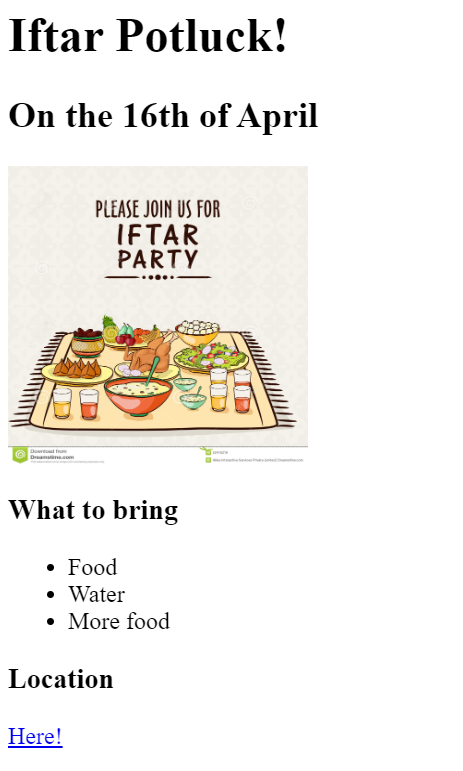 Iftar Potluck!
On the 16th of April
PLEASE JOIN US FOR
IFTAR
PARTY
Download from
Dreamstime.com
What to bring
Food
Water
More food
Location
Here!